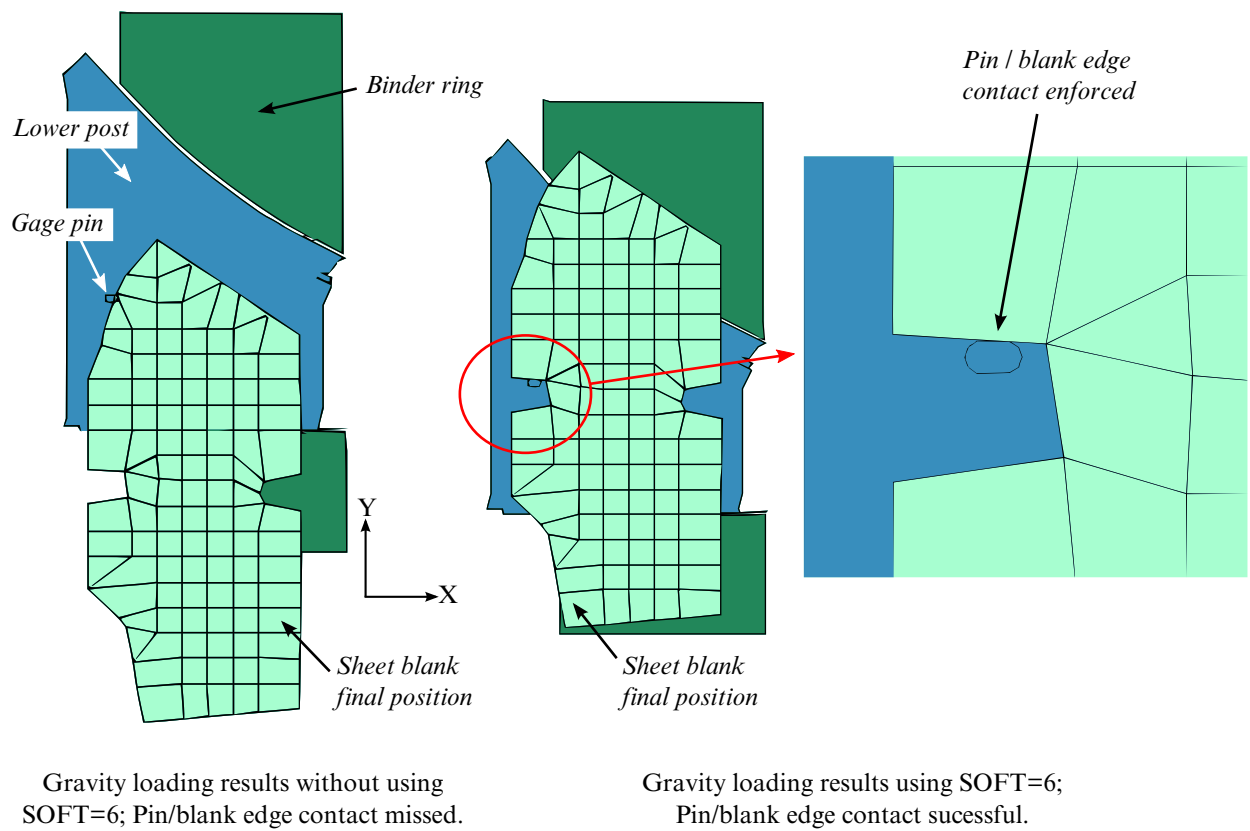 Binder ring
Lower post
Gage pin
Pin / blank edge
contact enforced
Y
X
Sheet blank
final position
Sheet blank
final position
Gravity loading results without using
SOFT=6; Pin/blank edge contact missed.
Gravity loading results using SOFT=6;
Pin/blank edge contact sucessful.